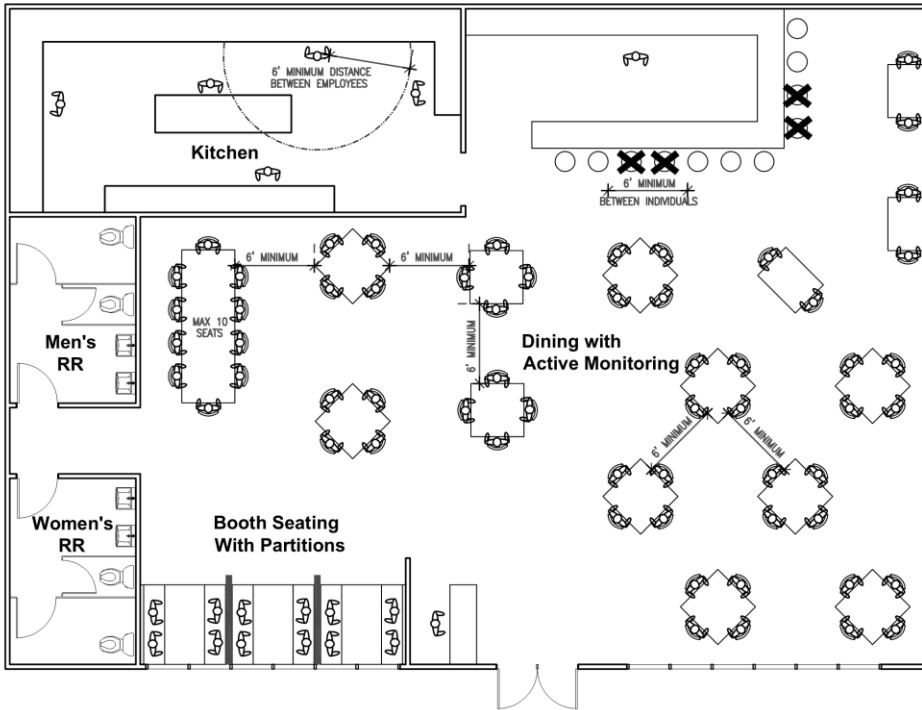 6' MINIMUM DISTANCE
BETWEEN EMPLOYEES
Kitchen
6' MINIMUM
BETWEEN INDIVIDUALS
6' MINIMUM
6' MINIMUM
MAX 10
SEATS
Men's
RR
6' MINIMUM
Dining with
Active Monitoring
6' MINIMUM
6' MINIMUM
Women's
RR
Booth Seating
With Partitions